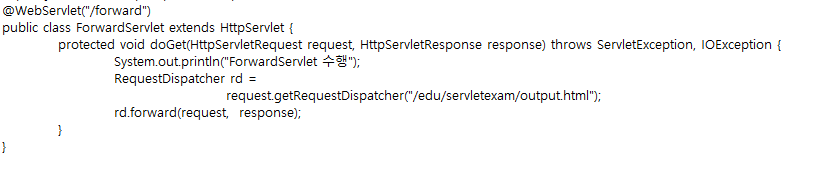 @WebServlet("/forward")
public class ForwardServlet extends HttpServlet {
protected void doGet(HttpServletRequest request, HttpServletResponse response) throws ServletException, IOException {
System.out.println("ForwardServlet 수행");
RequestDispatcher rd =
request.getRequestDispatcher("/edu/servletexam/output.html");
rd.forward(request, response);
}
}